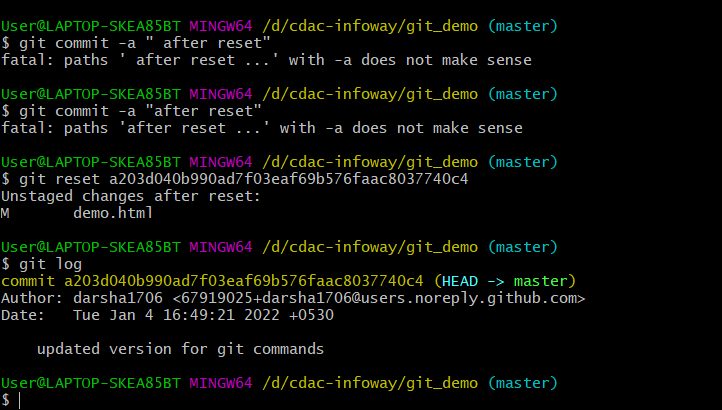 User@LAPTOP-SKEA85BT MINGW64 /d/cdac-infoway/git_demo (master)
$ git commit -a " after reset"
fatal: paths ' after reset ...' with -a does not make sense
User@LAPTOP-SKEA85BT MINGW64 /d/cdac-infoway/git_demo (master)
$ git commit -a "after reset"
fatal: paths 'after reset ...' with -a does not make sense
User@LAPTOP-SKEA85BT MINGW64 /d/cdac-infoway/git_demo (master)
$ git reset a203d040b990ad7f03eaf69b576faac8037740c4
Unstaged changes after reset:
M       demo.html
User@LAPTOP-SKEA85BT MINGW64 /d/cdac-infoway/git_demo (master)
$ git log
commit a203d040b990ad7f03eaf69b576faac8037740c4 (HEAD -> master)
Author: darsha1706 <67919025+darsha1706@users.noreply.github.com>
Date:   Tue Jan 4 16:49:21 2022 +0530
    updated version for git commands
User@LAPTOP-SKEA85BT MINGW64 /d/cdac-infoway/git_demo (master)
$